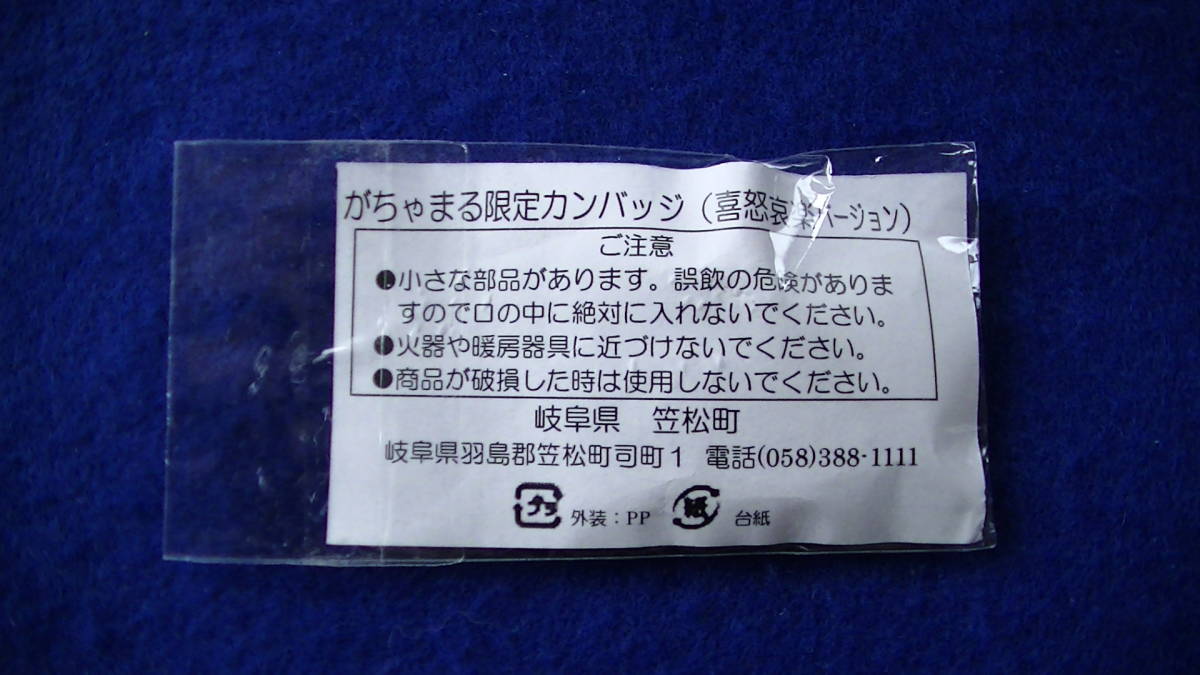 がちゃまる限定カンバッジ（喜怒哀楽バージョン）
ご注意
●小さな部品があります。誤飲の危険がありま
すので口の中に絶対に入れないでください。
●火器や暖房器具に近づけないでください。
●商品が破損した時は使用しないでください。
岐阜県　笠松町
岐阜県羽島郡笠松町司町1 電話(058)388-1111
プラ 外装：PP 紙 台紙